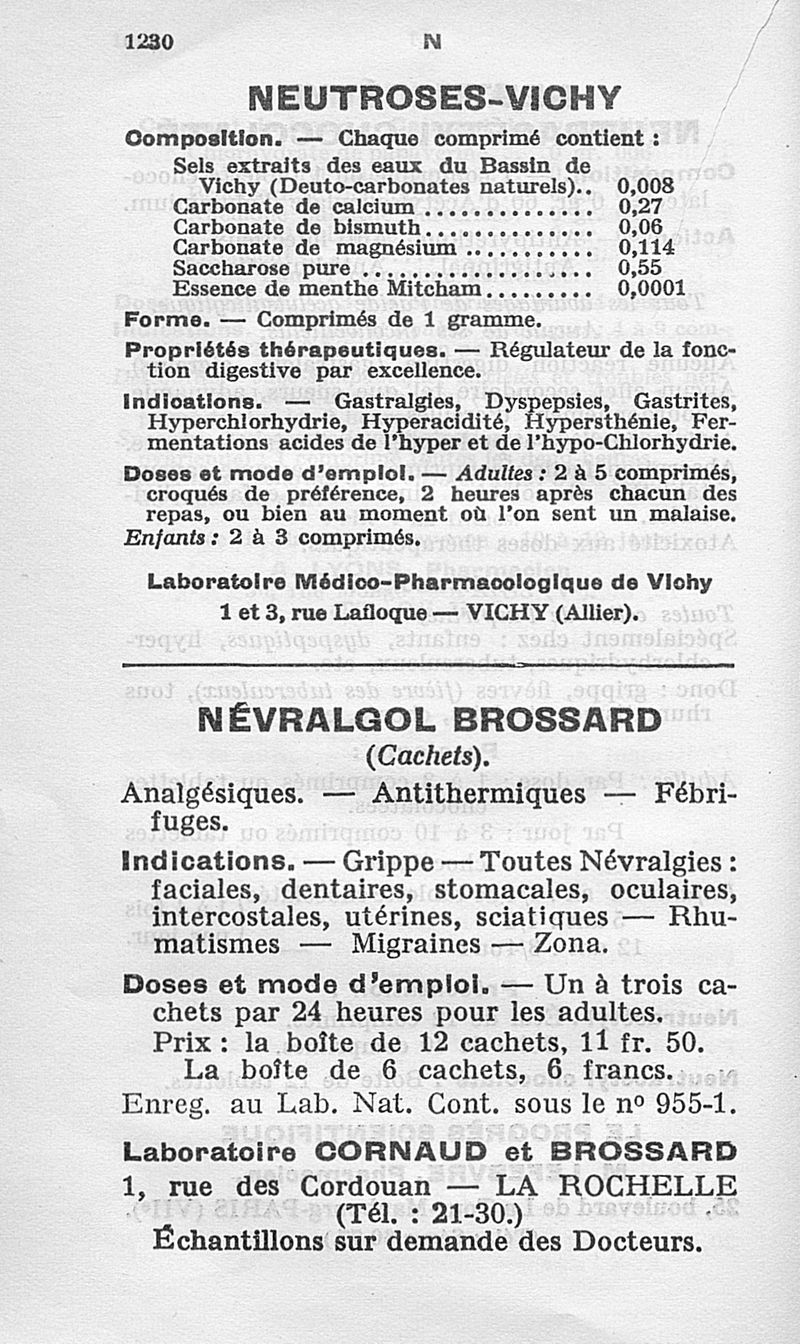 1230 N
NEUTROSES-VICHY
Composition. — Chaque comprimé contient :
Sels extraits des eaux du Bassin de
Vichy (Deuto-carbonates naturels).. 0,008
Carbonate de calcium ............... 0,27
Carbonate de bismuth............... 0,06
Carbonate de magnésium ............ 0,114
Saccharose pure .................... 0,55
Essence de menthe Mitcham......... 0,0001
Forme. — Comprimés de 1 gramme.
Propriétés thérapeutiques. — Régulateur de la fonc-
tion digestive par excellence.
Indications. — Gastralgies, Dyspepsies, Gastrites,
Hyperchlorhydrie, Hyperacidité, Hypersthénie, Fer-
mentations acides de l'hyper et de l'hypo-Chlorhydrie.
Doses et mode d'emploi. — Adultes : 2 à 5 comprimés,
croqués de préférence, 2 heures après chacun des
repas, ou bien au moment où l'on sent un malaise.
Enfants : 2 à 3 comprimés.
Laboratoire Médico-Pharmacologique de Vichy
1 et 3, rue Lafloque — VICHY (Allier).
NÉVRALGOL BROSSARD
(Cachets).
Analgésiques. — Antithermiques — Fébri-
fuges.
Indications. — Grippe — Toutes Névralgies :
faciales, dentaires, stomacales, oculaires,
intercostales, utérines, sciatiques — Rhu-
matismes — Migraines — Zona.
Doses et mode d'emploi. — Un à trois ca-
chets par 24 heures pour les adultes.
Prix : la boîte de 12 cachets, 11 fr. 50.
La boîte de 6 cachets, 6 francs.
Enreg. au Lab. Nat. Cont. sous le nº 955-1.
Laboratoire CORNAUD et BROSSARD
1, rue des Cordouan — LA ROCHELLE
(Tél. : 21-30.)
Échantillons sur demande des Docteurs.